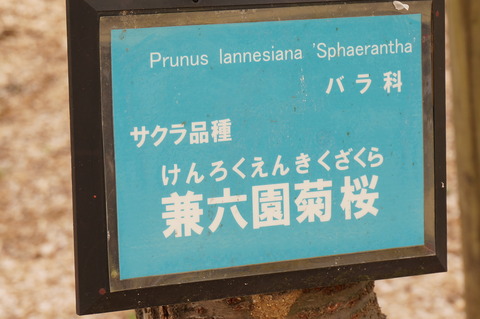 Prunus lannesiana 'Sphaerantha'
バラ科
サクラ品種
けんろくえんきくざくら
兼六園菊桜